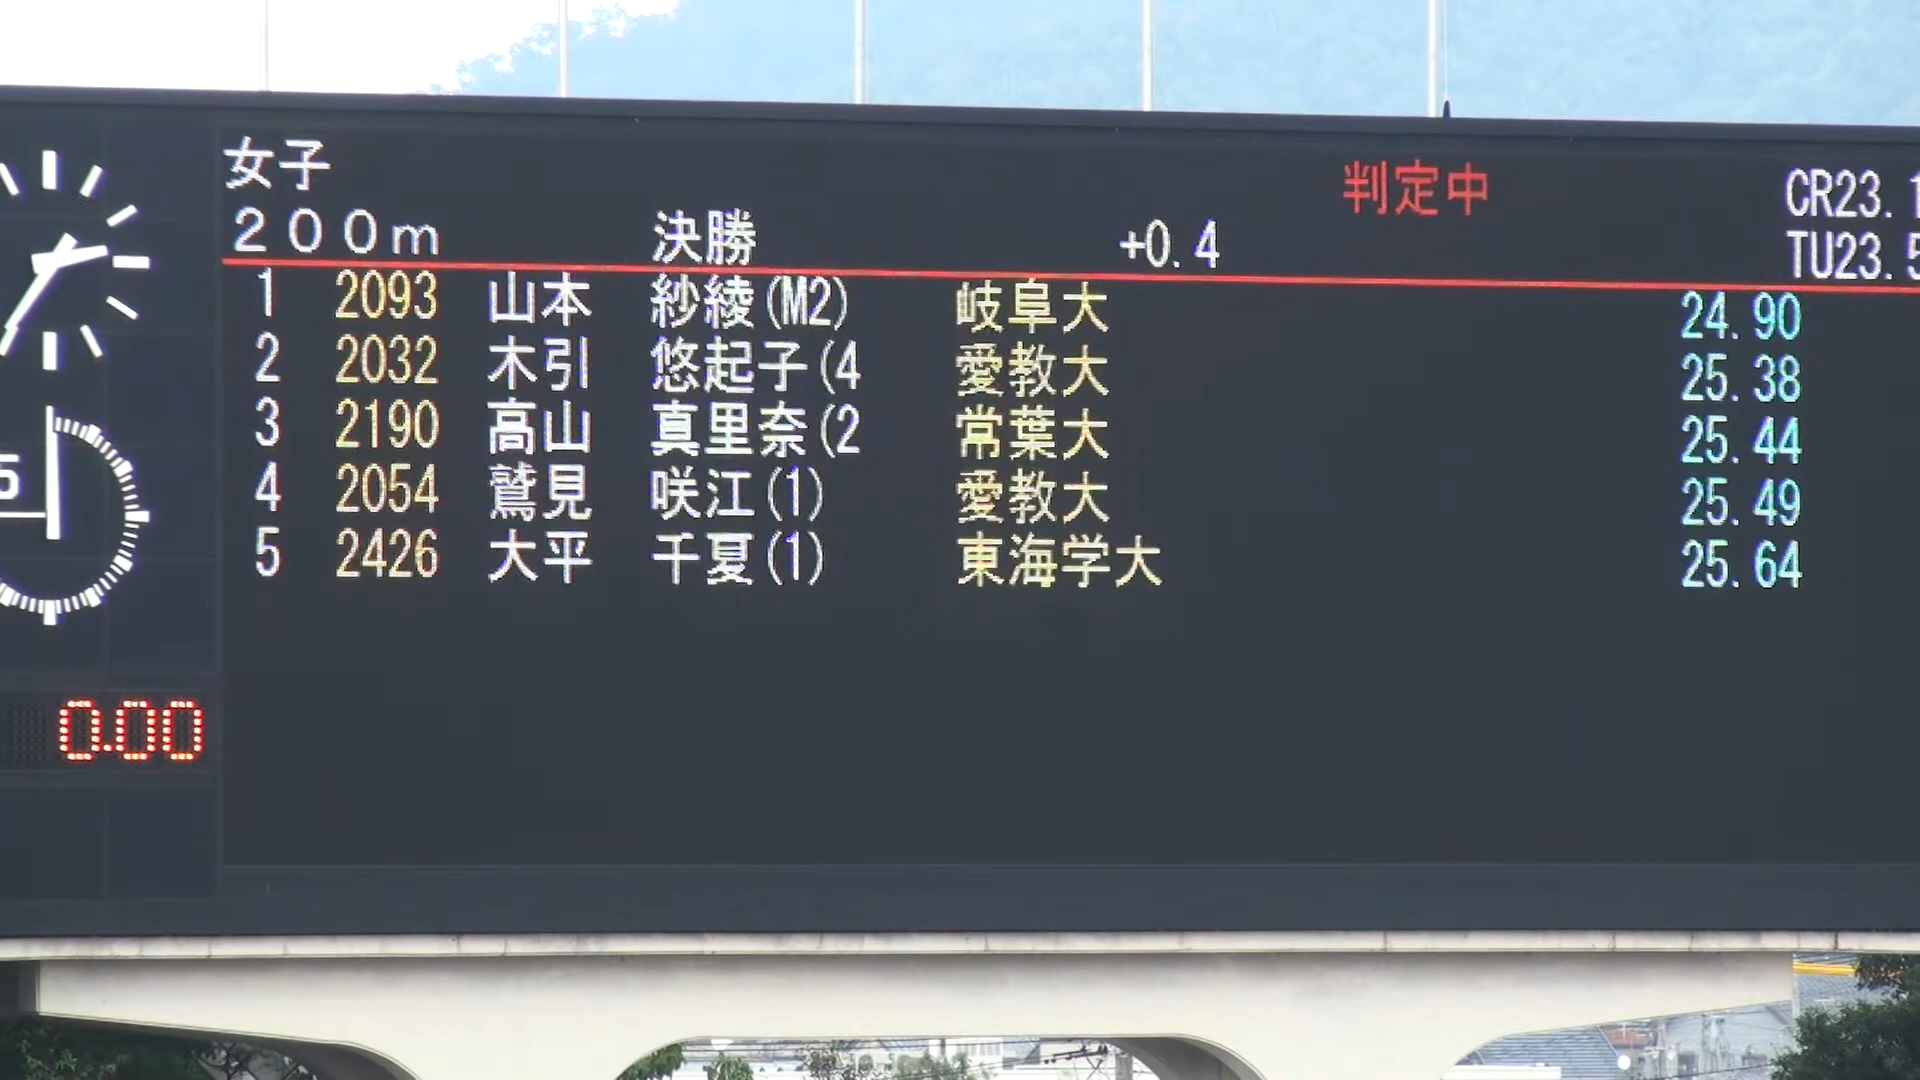 女子 判定中 CR23.1
200m 決勝 +0.4 TU23.5
1 2093 山本 紗綾(M2) 岐阜大 24.90
2 2032 木引 悠起子(4 愛教大 25.38
3 2190 高山 真里奈(2 常葉大 25.44
4 2054 鷲見 咲江(1) 愛教大 25.49
5 2426 大平 千夏(1) 東海学大 25.64
5
0.00